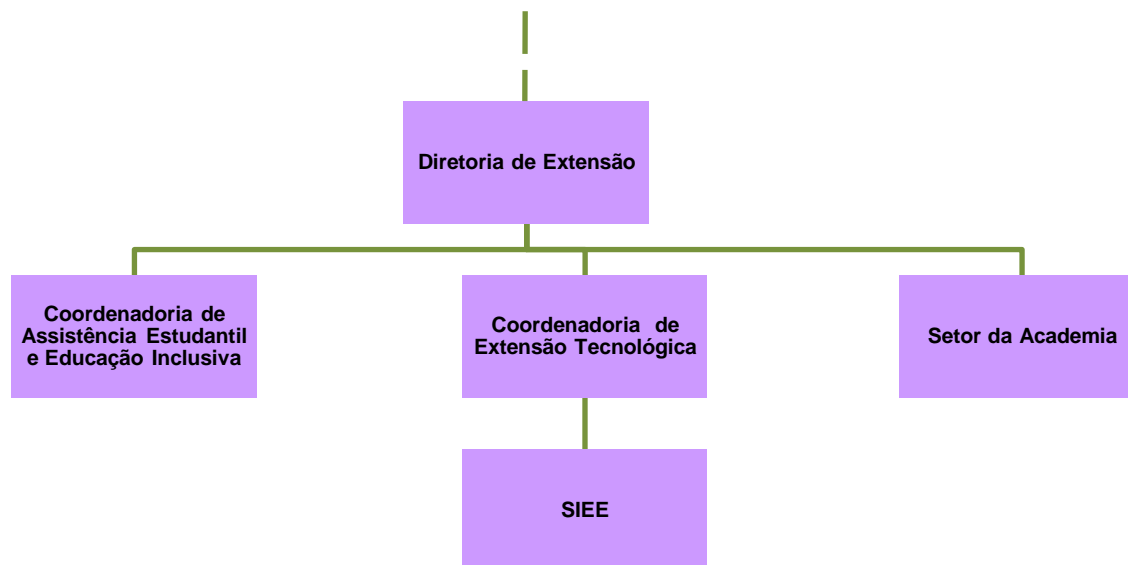 Diretoria de Extensão
Coordenadoria de
Assistência Estudantil
e Educação Inclusiva
Coordenadoria de
Extensão Tecnológica
Setor da Academia
SIEE